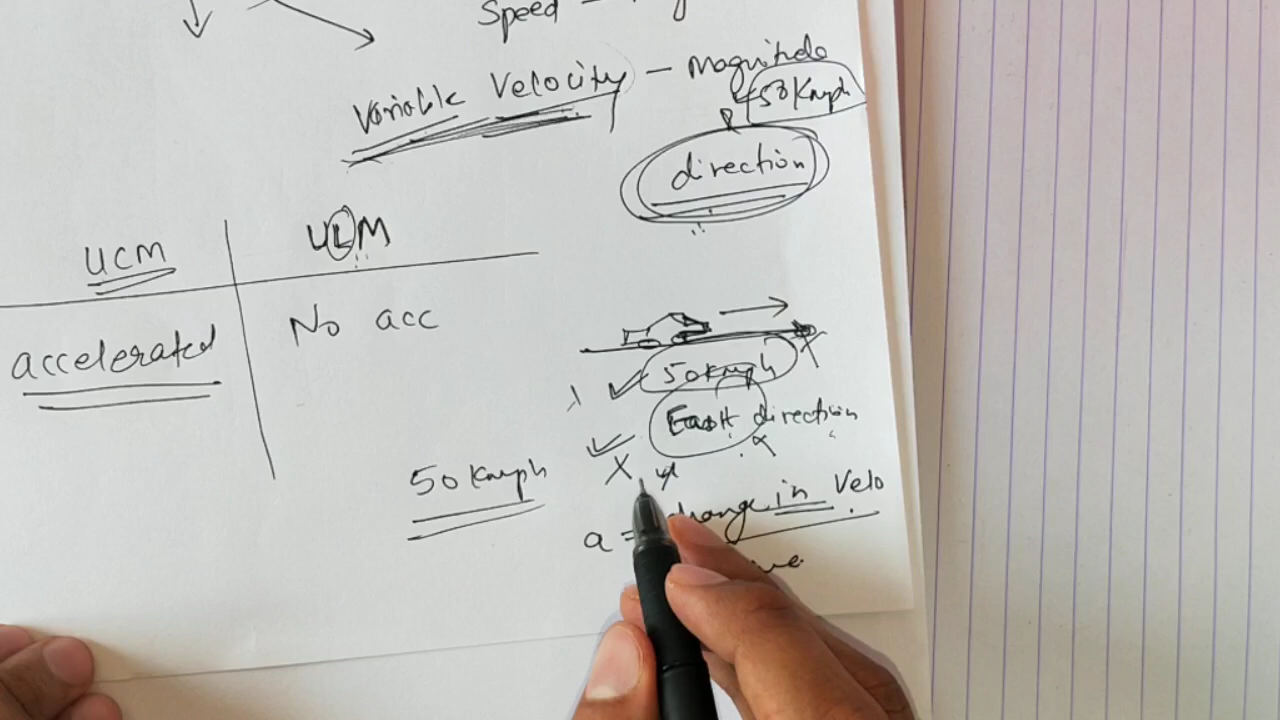 Speed -
Variable Velocity - Magnitude
50 Kmph
direction
UCM
ULM
accelerated
No acc
50 Kmph
East direction
50 Kmph
a = change in Velo